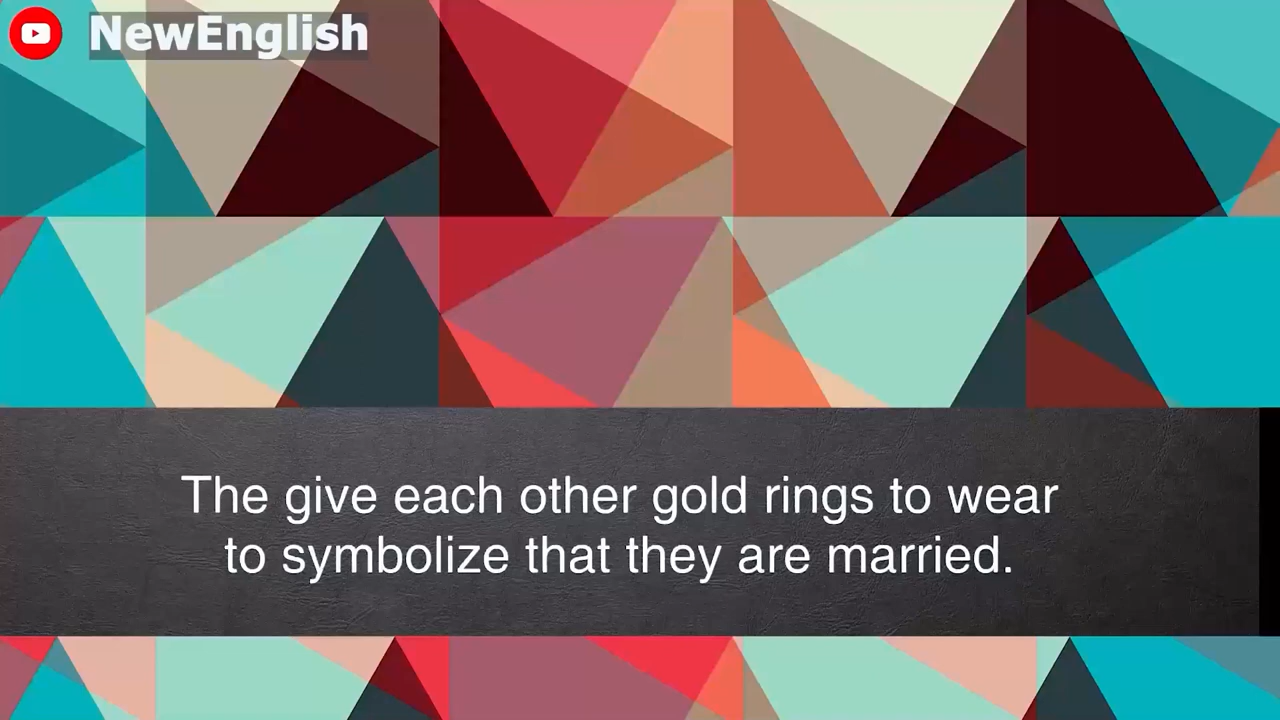 NewEnglish
The give each other gold rings to wear
to symbolize that they are married.